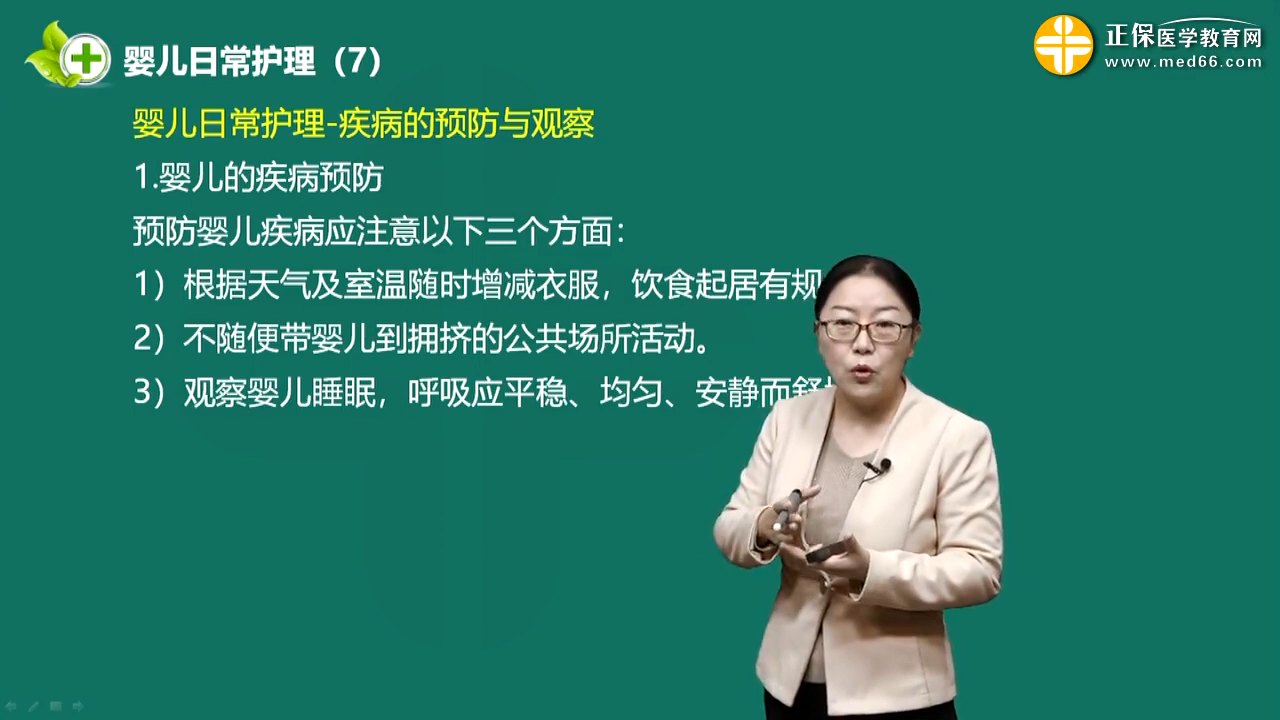 婴儿日常护理（7）
正保医学教育网
www.med66.com
婴儿日常护理-疾病的预防与观察
1.婴儿的疾病预防
预防婴儿疾病应注意以下三个方面：
1）根据天气及室温随时增减衣服，饮食起居有规
2）不随便带婴儿到拥挤的公共场所活动。
3）观察婴儿睡眠，呼吸应平稳、均匀、安静而舒